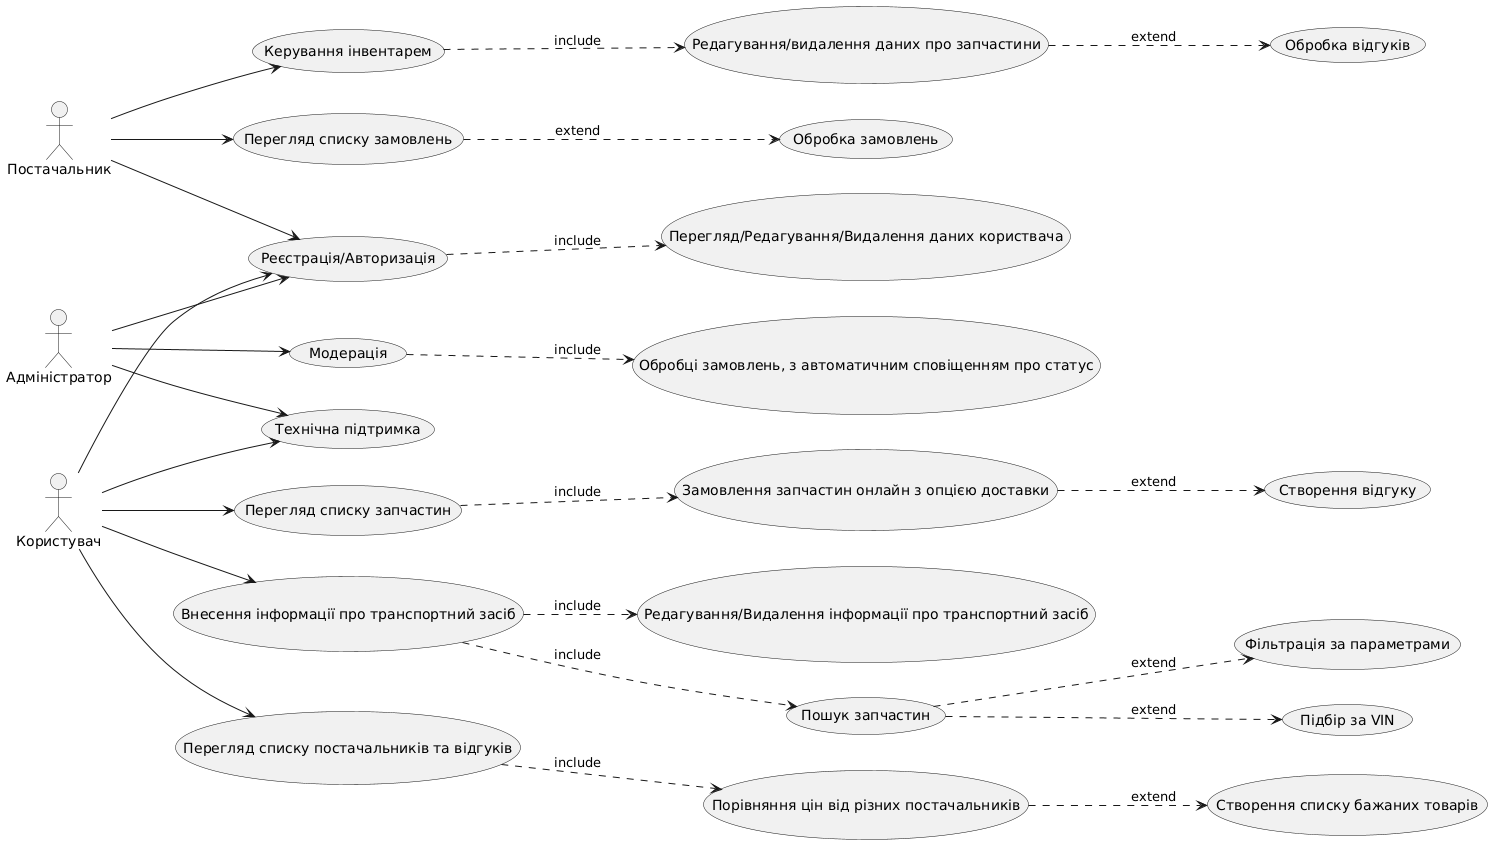 Керування інвентарем
include
Редагування/видалення даних про запчастини
extend
Обробка відгуків
Постачальник
Перегляд списку замовлень
extend
Обробка замовлень
Реєстрація/Авторизація
include
Перегляд/Редагування/Видалення даних користвача
Адміністратор
Модерація
include
Обробці замовлень, з автоматичним сповіщенням про статус
Технічна підтримка
Користувач
Перегляд списку запчастин
include
Замовлення запчастин онлайн з опцією доставки
extend
Створення відгуку
Внесення інформації про транспортний засіб
include
Редагування/Видалення інформації про транспортний засіб
include
Пошук запчастин
extend
Фільтрація за параметрами
extend
Підбір за VIN
Перегляд списку постачальників та відгуків
include
Порівняння цін від різних постачальників
extend
Створення списку бажаних товарів